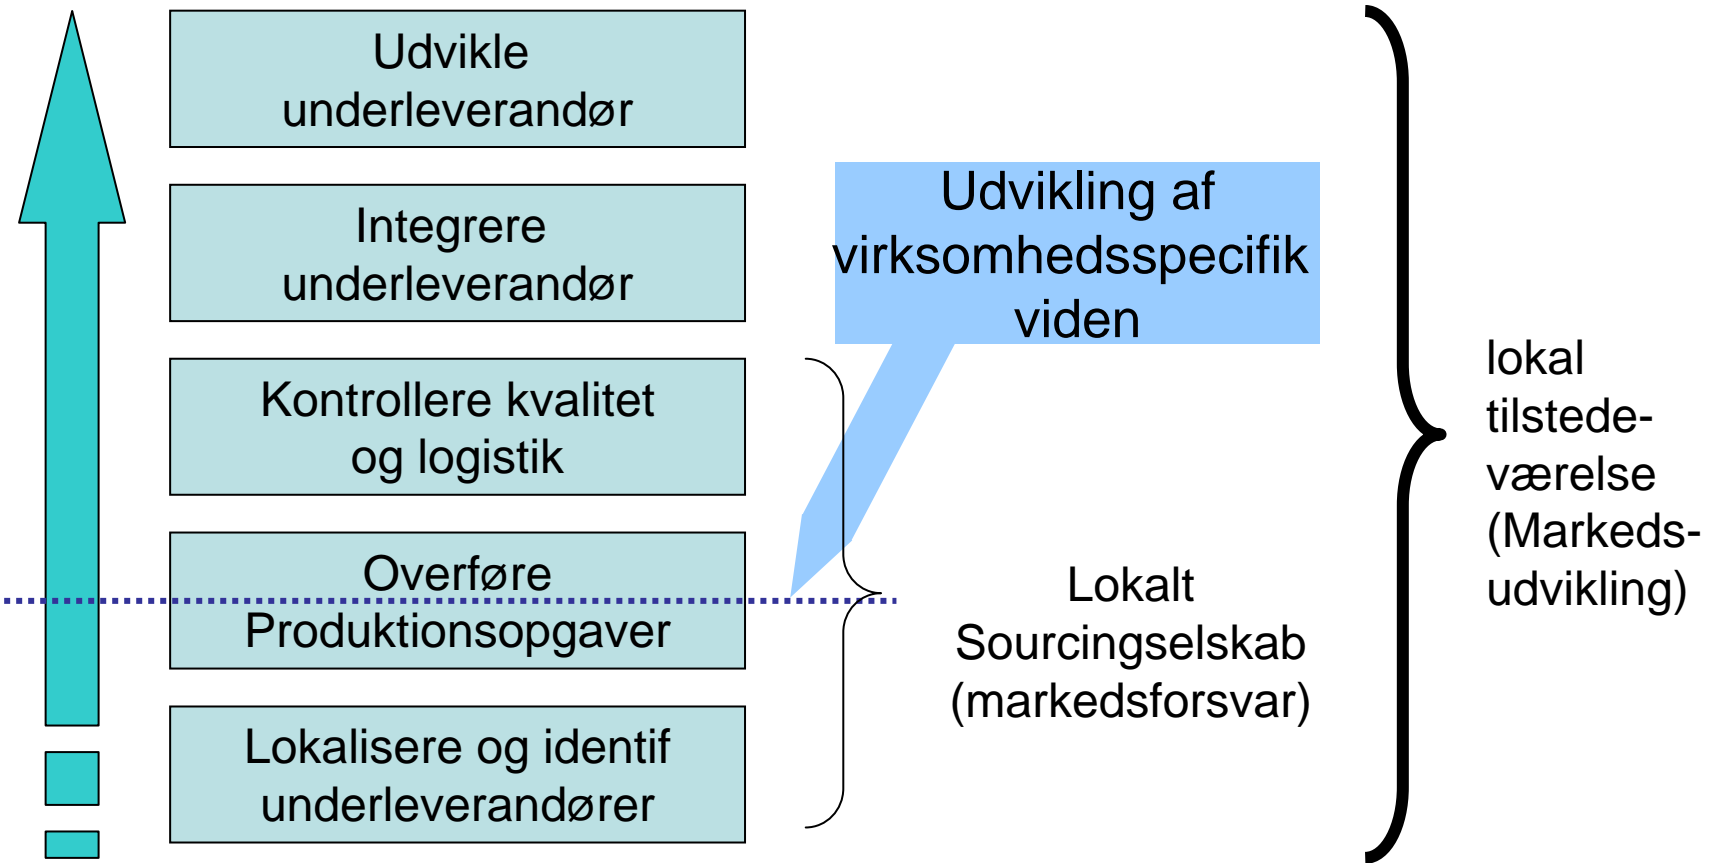 Udvikle
underleverandør
Integrere
underleverandør
Kontrollere kvalitet
og logistik
Overføre
Produktionsopgaver
Lokalisere og identif
underleverandører
Udvikling af
virksomhedsspecifik
viden
Lokalt
Sourcingselskab
(markedsforsvar)
lokal
tilstede-
værelse
(Markeds-
udvikling)